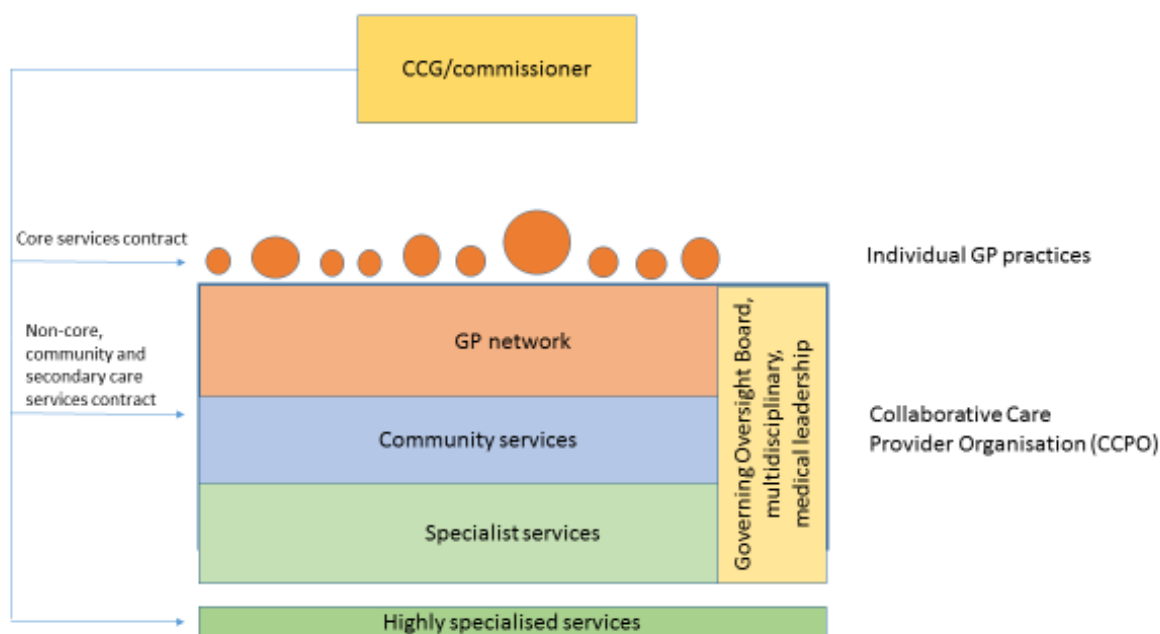 CCG/commissioner
Core services contract
Individual GP practices
Non-core,
community and
secondary care
services contract
GP network
Community services
Specialist services
Governing Oversight Board,
multidisciplinary,
medical leadership
Collaborative Care
Provider Organisation (CCPO)
Highly specialised services